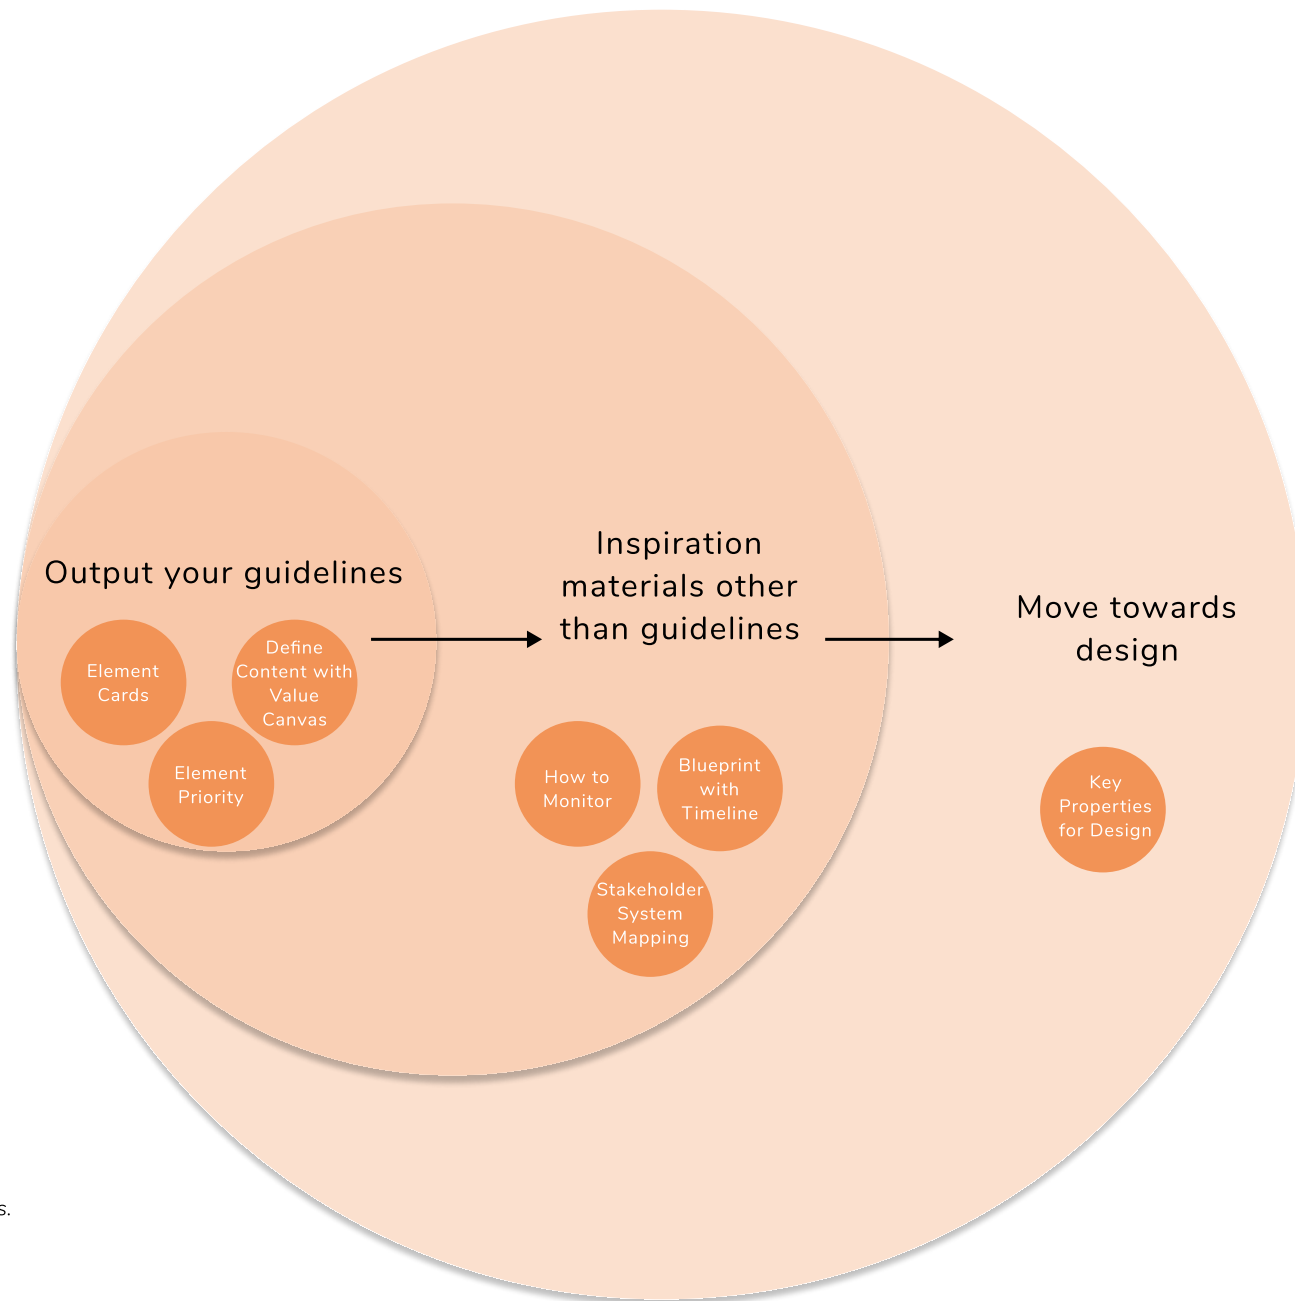 Output your guidelines
Element
Cards
Define
Content with
Value
Canvas
Element
Priority
Inspiration
materials other
than guidelines
How to
Monitor
Blueprint
with
Timeline
Stakeholder
System
Mapping
Move towards
design
Key
Properties
for Design
s.